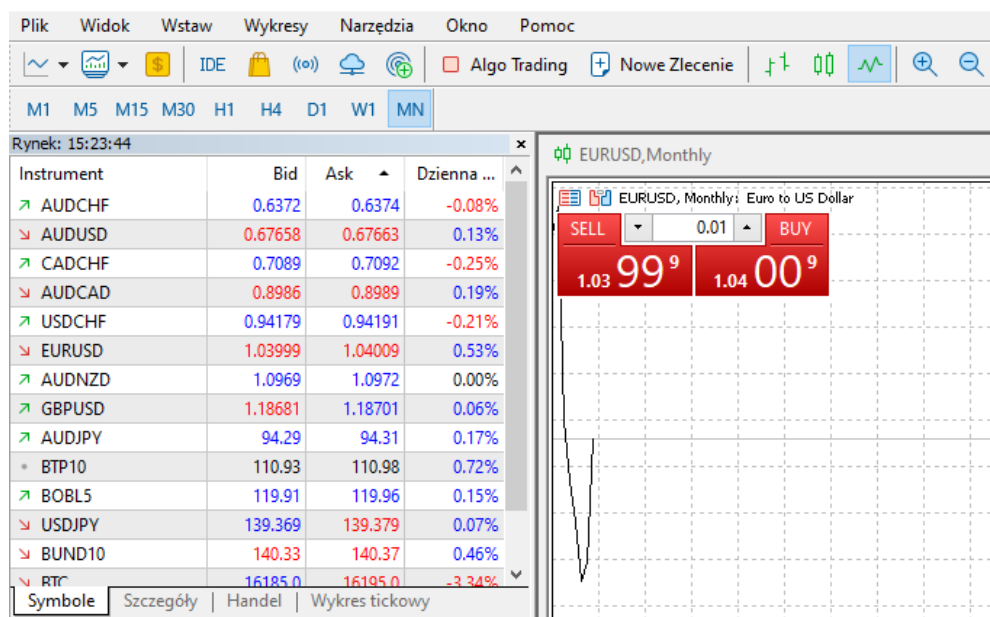 Plik Widok Wstaw Wykresy Narzędzia Okno Pomoc
$ IDE Algo Trading Nowe Zlecenie
M1 M5 M15 M30 H1 H4 D1 W1 MN
Rynek: 15:23:44
Instrument Bid Ask Dzienna ...
AUDCHF 0.6372 0.6374 -0.08%
AUDUSD 0.67658 0.67663 0.13%
CADCHF 0.7089 0.7092 -0.25%
AUDCAD 0.8986 0.8989 0.19%
USDCHF 0.94179 0.94191 -0.21%
EURUSD 1.03999 1.04009 0.53%
AUDNZD 1.0969 1.0972 0.00%
GBPUSD 1.18681 1.18701 0.06%
AUDJPY 94.29 94.31 0.17%
BTP10 110.93 110.98 0.72%
BOBL5 119.91 119.96 0.15%
USDJPY 139.369 139.379 0.07%
BUND10 140.33 140.37 0.46%
BTC 16185.0 16195.0 -3.34%
Symbole Szczegóły | Handel | Wykres tickowy
EURUSD,Monthly
EURUSD, Monthly: Euro to US Dollar
SELL 0.01 BUY
1.03 99 9 1.04 00 9